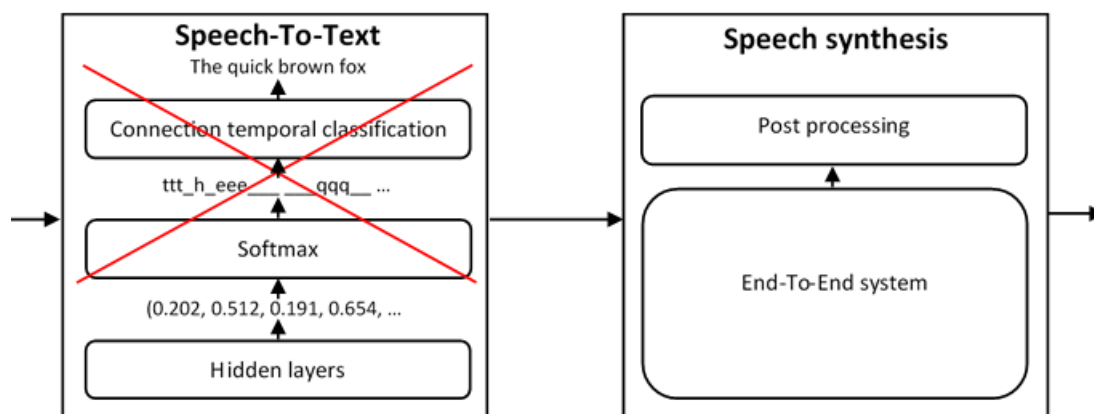 Speech-To-Text
The quick brown fox
Connection temporal classification
ttt_h_eee___ ___qqq__ ...
Softmax
(0.202, 0.512, 0.191, 0.654, ...
Hidden layers
Speech synthesis
Post processing
End-To-End system